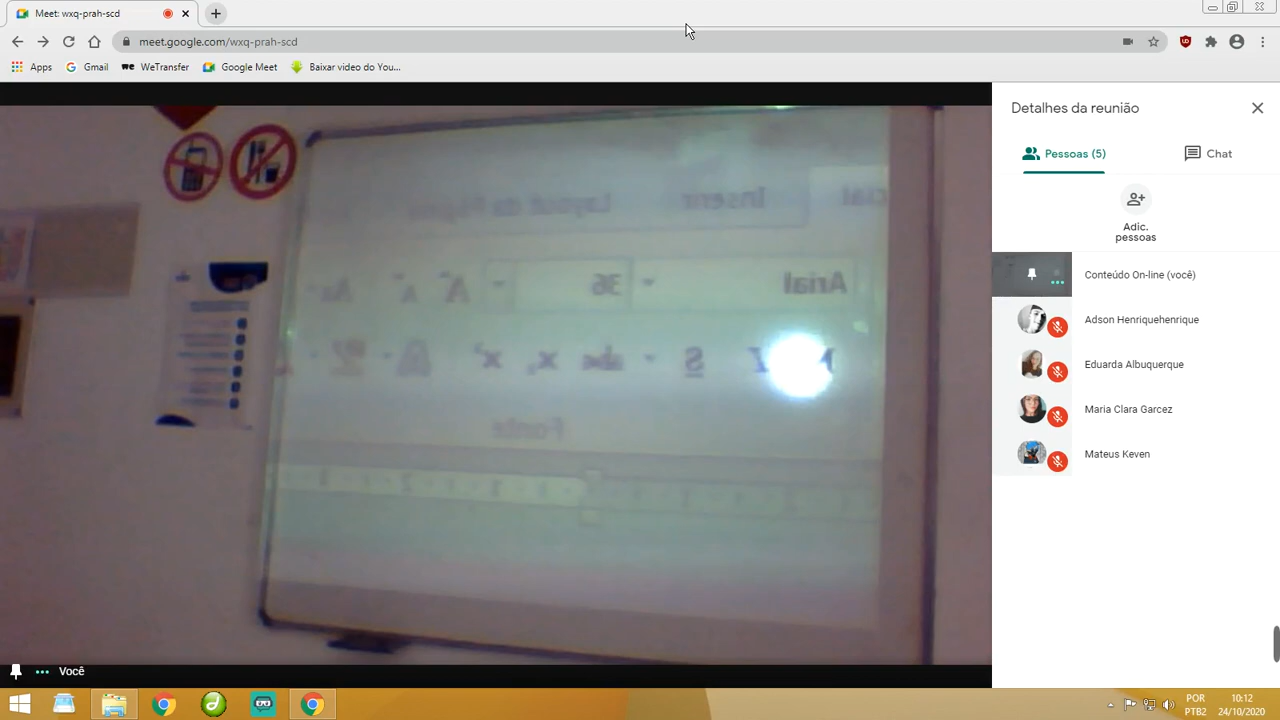 Meet: wxq-prah-scd
meet.google.com/wxq-prah-scd
Apps Gmail WeTransfer Google Meet Baixar video do You...
Detalhes da reunião
Pessoas (5) Chat
Adic. pessoas
Conteúdo On-line (você)
Adson Henriquehenrique
Eduarda Albuquerque
Maria Clara Garcez
Mateus Keven
Inserir
Layout da
Arial 36
S abc x₂ x²
Fonte
Você
POR 10:12
PTB2 24/10/2020